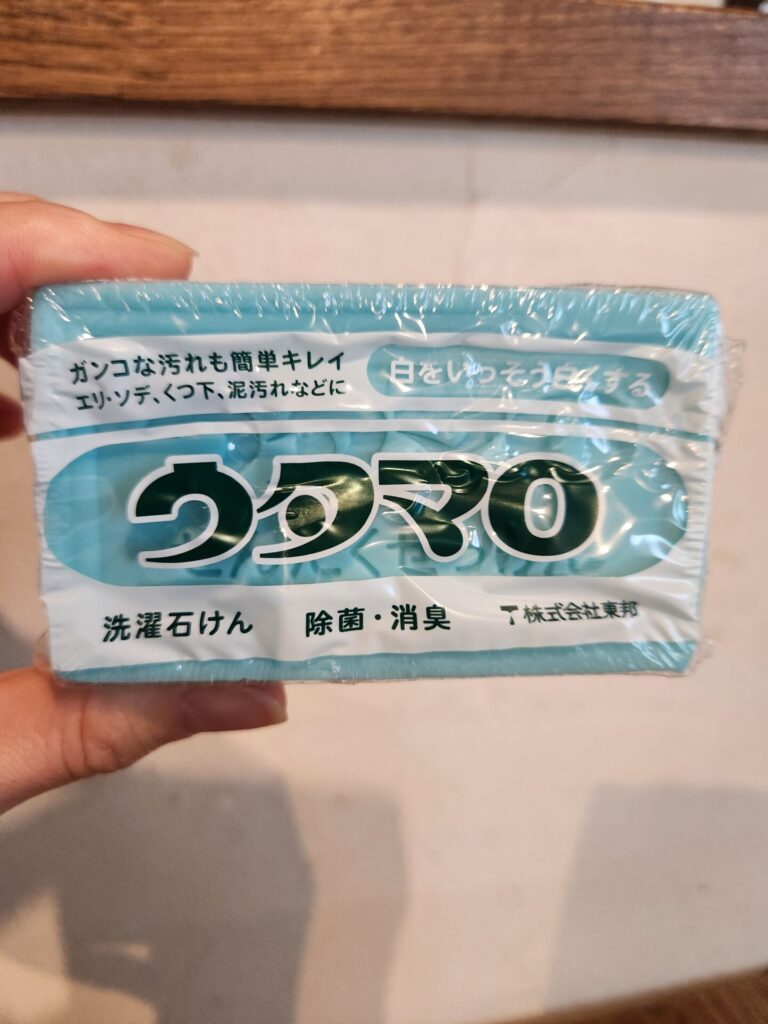 ガンコな汚れも簡単キレイ
エリ・ソデ、くつ下、泥汚れなどに
白をいっそう白くする
ウタマロ
洗濯石けん 除菌・消臭 株式会社東邦